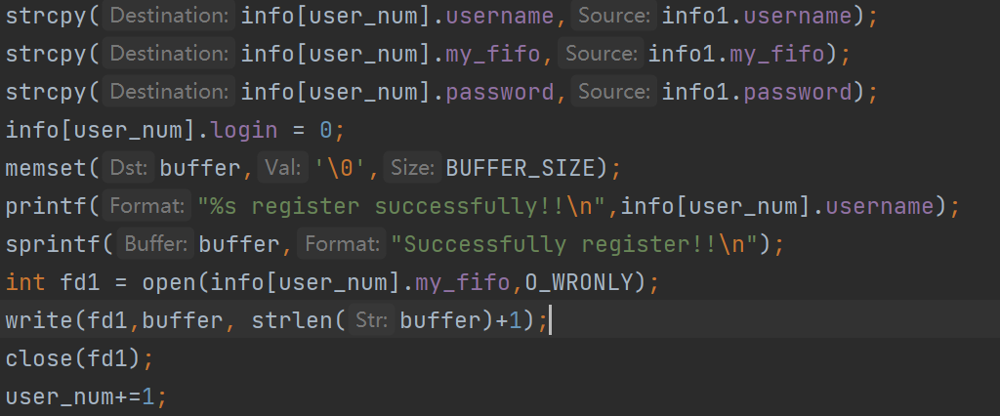 strcpy( Destination: info[user_num].username, Source: info1.username);
strcpy( Destination: info[user_num].my_fifo, Source: info1.my_fifo);
strcpy( Destination: info[user_num].password, Source: info1.password);
info[user_num].login = 0;
memset( Dst: buffer, Val: '\0', Size: BUFFER_SIZE);
printf( Format: "%s register successfully!!\n",info[user_num].username);
sprintf( Buffer: buffer, Format: "Successfully register!!\n");
int fd1 = open(info[user_num].my_fifo,O_WRONLY);
write(fd1,buffer, strlen( Str: buffer)+1);
close(fd1);
user_num+=1;